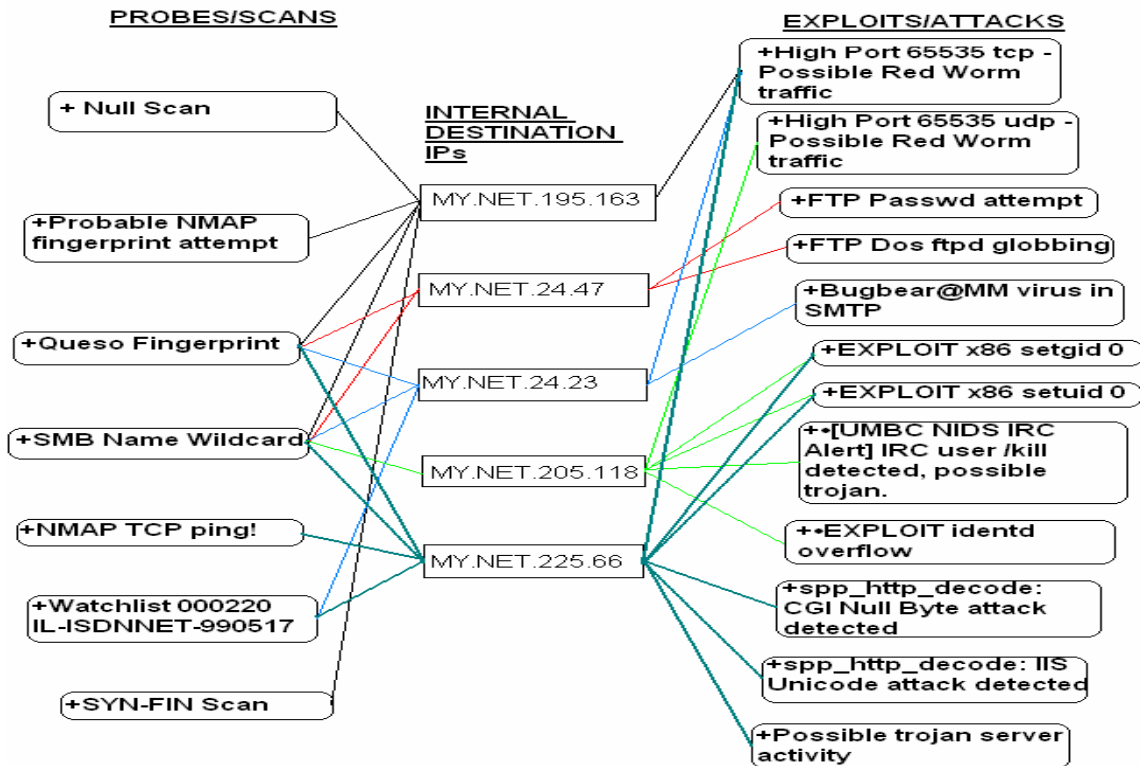 PROBES/SCANS
+ Null Scan
+Probable NMAP
fingerprint attempt
+Queso Fingerprint
+SMB Name Wildcard
+NMAP TCP ping!
+Watchlist 000220
IL-ISDNNET-990517
+SYN-FIN Scan
INTERNAL
DESTINATION
IPs
MY.NET.195.163
MY.NET.24.47
MY.NET.24.23
MY.NET.205.118
MY.NET.225.66
EXPLOITS/ATTACKS
+High Port 65535 tcp -
Possible Red Worm
traffic
+High Port 65535 udp -
Possible Red Worm
traffic
+FTP Passwd attempt
+FTP Dos ftpd globbing
+Bugbear@MM virus in
SMTP
+EXPLOIT x86 setgid 0
+EXPLOIT x86 setuid 0
+•[UMBC NIDS IRC
Alert] IRC user /kill
detected, possible
trojan.
+•EXPLOIT identd
overflow
+spp_http_decode:
CGI Null Byte attack
detected
+spp_http_decode: IIS
Unicode attack detected
+Possible trojan server
activity